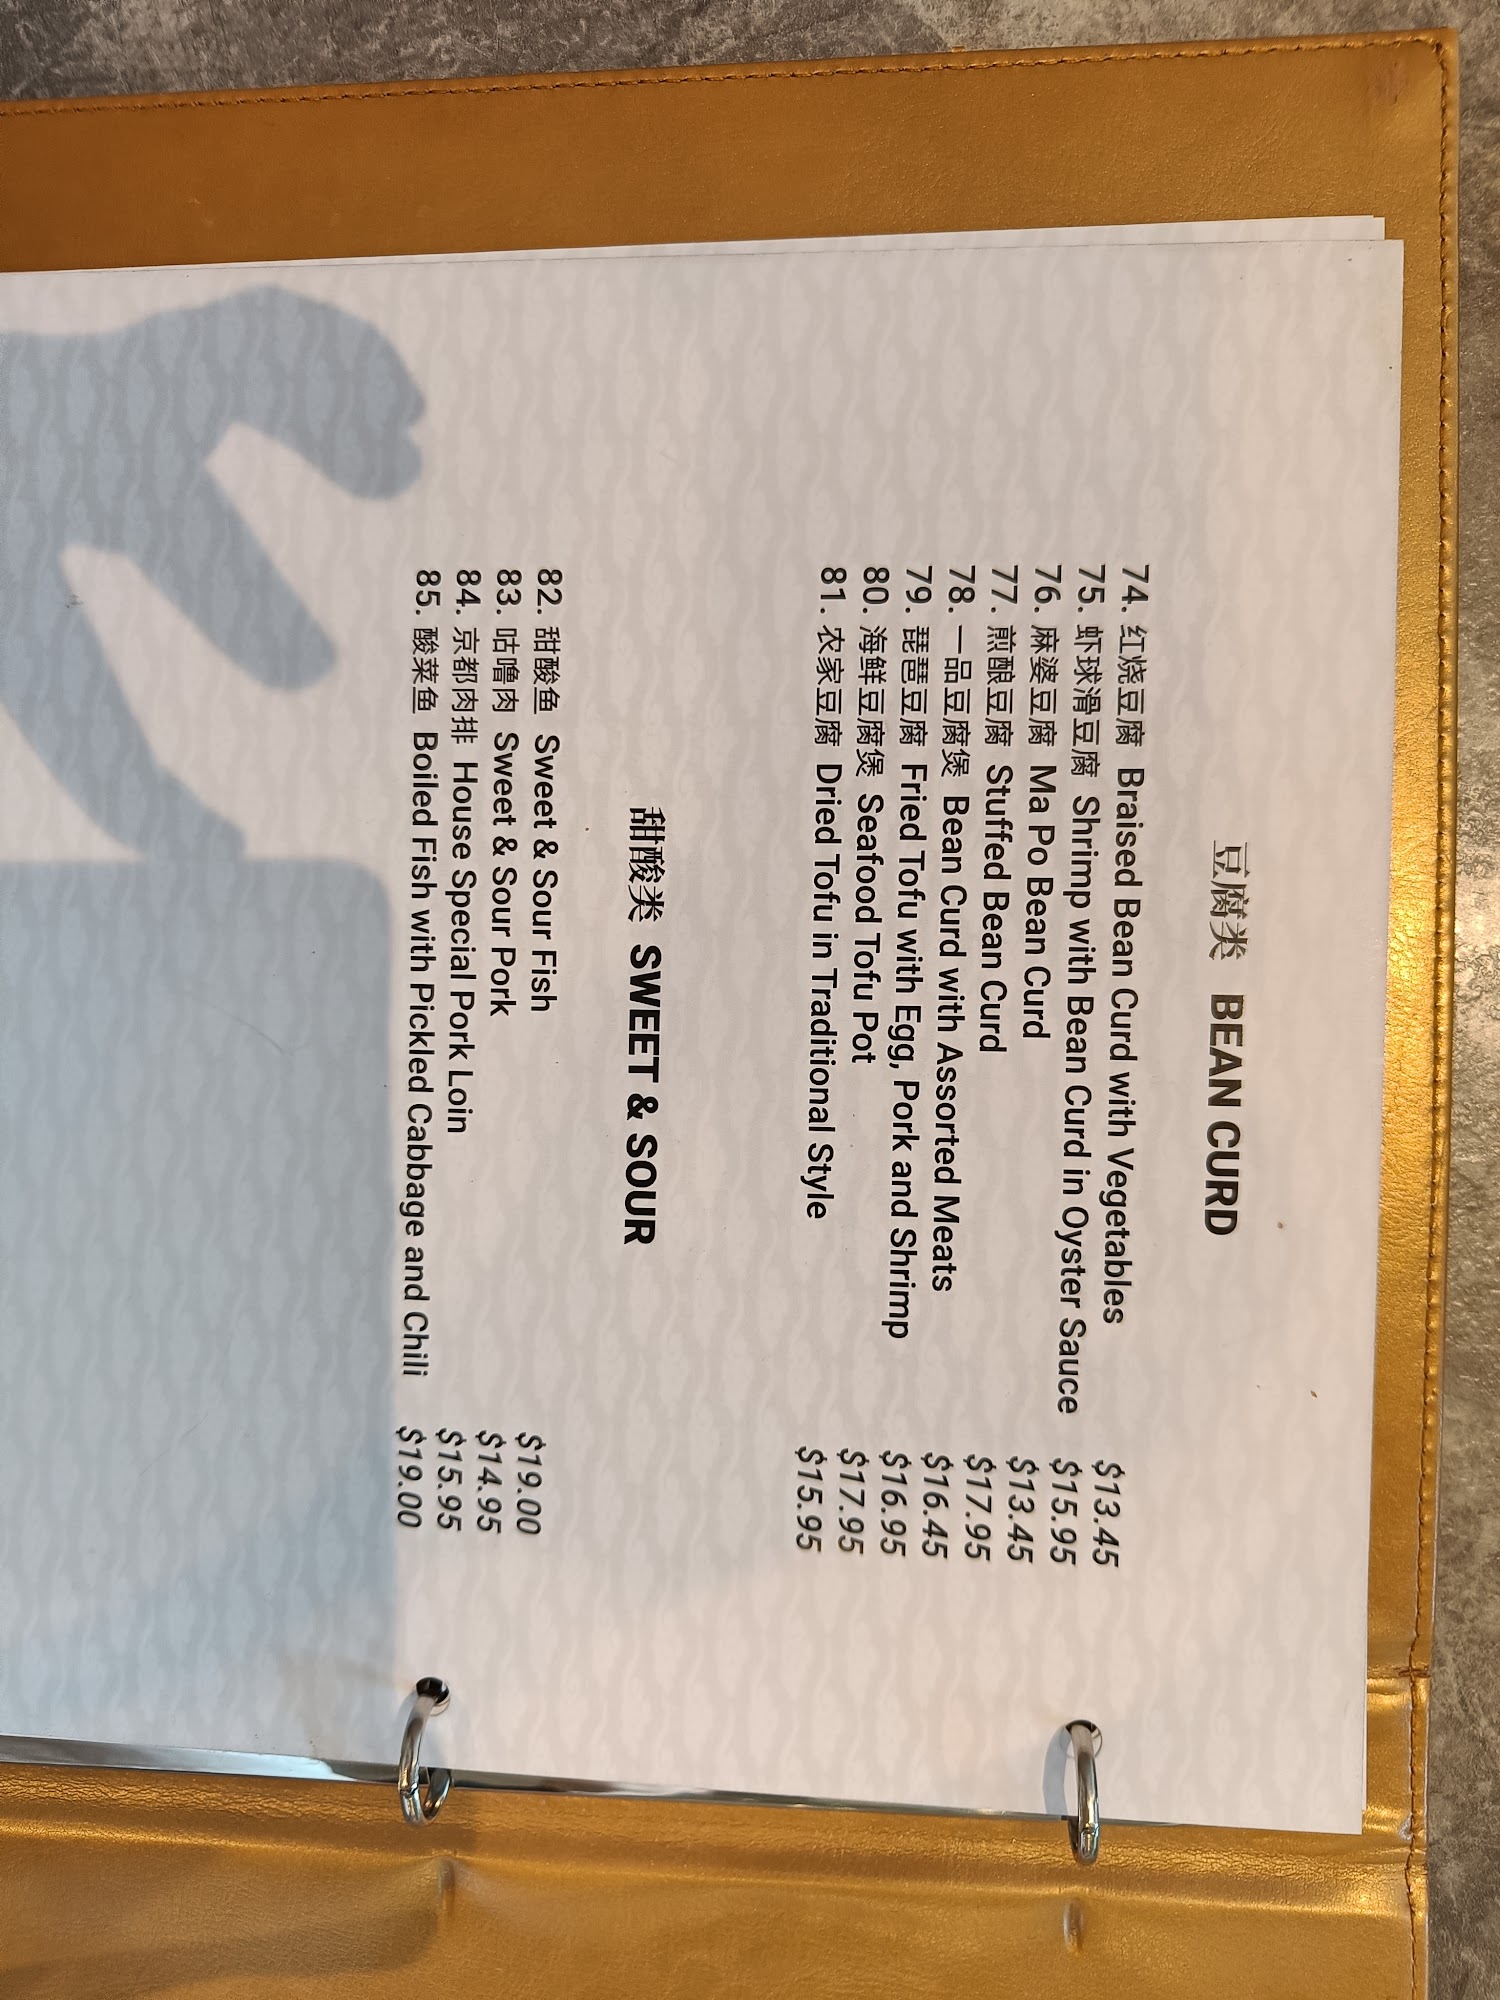 豆腐类 BEAN CURD
74. 红烧豆腐 Braised Bean Curd with Vegetables $13.45
75. 虾球滑豆腐 Shrimp with Bean Curd in Oyster Sauce $15.95
76. 麻婆豆腐 Ma Po Bean Curd $13.45
77. 煎酿豆腐 Stuffed Bean Curd $17.95
78. 一品豆腐煲 Bean Curd with Assorted Meats $16.45
79. 琵琶豆腐 Fried Tofu with Egg, Pork and Shrimp $16.95
80. 海鲜豆腐煲 Seafood Tofu Pot $17.95
81. 农家豆腐 Dried Tofu in Traditional Style $15.95
甜酸类 SWEET & SOUR
82. 甜酸鱼 Sweet & Sour Fish $19.00
83. 咕噜肉 Sweet & Sour Pork $14.95
84. 京都肉排 House Special Pork Loin $15.95
85. 酸菜鱼 Boiled Fish with Pickled Cabbage and Chili $19.00